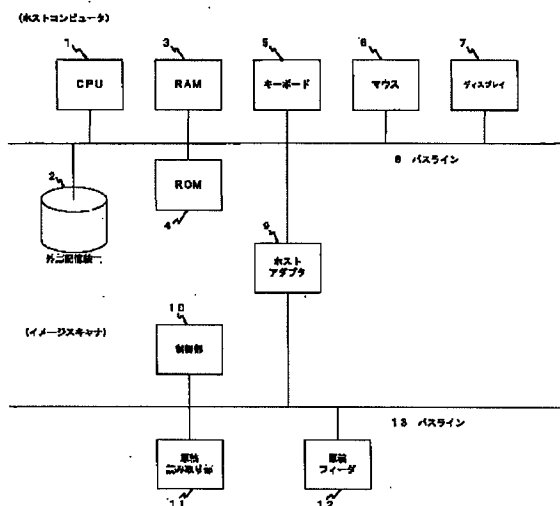 (ホストコンピュータ)
1 3 5 6 7
CPU RAM キーボード マウス ディスプレイ
8 バスライン
2
ROM
4
9
外部記憶装置
ホスト
アダプタ
10
(イメージスキャナ)
制御部
13 バスライン
原稿
読み取り部
原稿
フィーダ
11 12